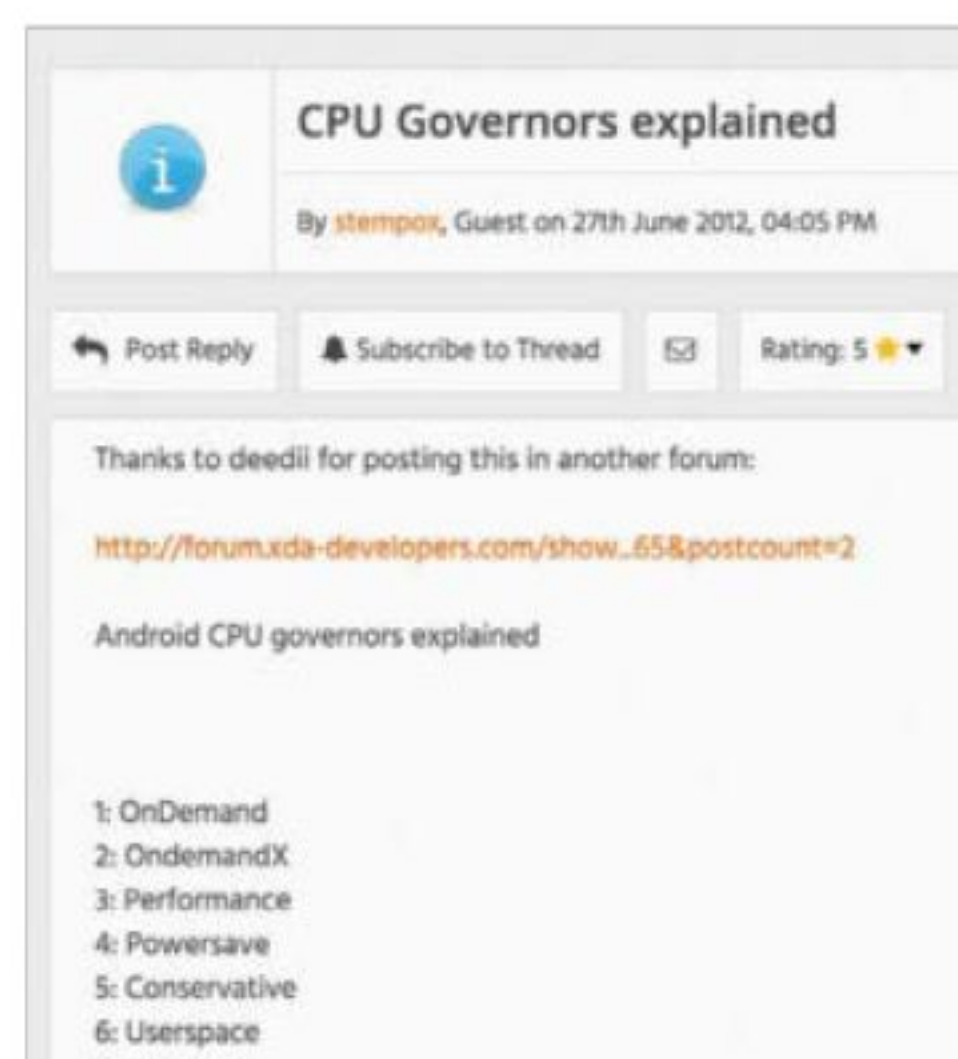 CPU Governors explained
By stempox, Guest on 27th June 2012, 04:05 PM
Post Reply
Subscribe to Thread
Rating: 5
Thanks to deedii for posting this in another forum:
http://forum.xda-developers.com/show..65&postcount=2
Android CPU governors explained
1: OnDemand
2: OndemandX
3: Performance
4: Powersave
5: Conservative
6: Userspace